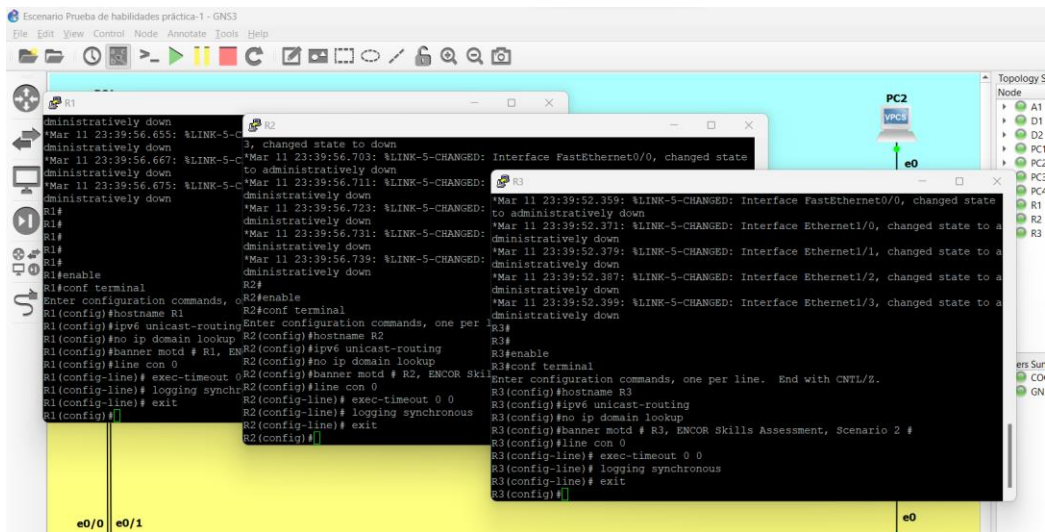 Escenario Prueba de habilidades práctica-1 - GNS3
File Edit View Control Node Annotate Tools Help
R1
dministratively down
*Mar 11 23:39:56.655: %LINK-5-C
dministratively down
*Mar 11 23:39:56.667: %LINK-5-C
dministratively down
*Mar 11 23:39:56.675: %LINK-5-C
dministratively down
R1#
R1#
R1#
R1#
R1#
R1#enable
R1#conf terminal
Enter configuration commands, o
R1(config)#hostname R1
R1(config)#ipv6 unicast-routing
R1(config)#no ip domain lookup
R1(config)#banner motd # R1, EN
R1(config)#line con 0
R1(config-line)# exec-timeout 0
R1(config-line)# logging synchr
R1(config-line)# exit
R1(config)#
R2
3, changed state to down
*Mar 11 23:39:56.703: %LINK-5-CHANGED: Interface FastEthernet0/0, changed state
to administratively down
*Mar 11 23:39:56.711: %LINK-5-CHANGED:
dministratively down
*Mar 11 23:39:56.723: %LINK-5-CHANGED:
dministratively down
*Mar 11 23:39:56.731: %LINK-5-CHANGED:
dministratively down
*Mar 11 23:39:56.739: %LINK-5-CHANGED:
dministratively down
R2#
R2#enable
R2#conf terminal
Enter configuration commands, one per l
R2(config)#hostname R2
R2(config)#ipv6 unicast-routing
R2(config)#no ip domain lookup
R2(config)#banner motd # R2, ENCOR Skil
R2(config)#line con 0
R2(config-line)# exec-timeout 0 0
R2(config-line)# logging synchronous
R2(config-line)# exit
R2(config)#
R3
*Mar 11 23:39:52.359: %LINK-5-CHANGED: Interface FastEthernet0/0, changed state
to administratively down
*Mar 11 23:39:52.371: %LINK-5-CHANGED: Interface Ethernet1/0, changed state to a
dministratively down
*Mar 11 23:39:52.379: %LINK-5-CHANGED: Interface Ethernet1/1, changed state to a
dministratively down
*Mar 11 23:39:52.387: %LINK-5-CHANGED: Interface Ethernet1/2, changed state to a
dministratively down
*Mar 11 23:39:52.399: %LINK-5-CHANGED: Interface Ethernet1/3, changed state to a
dministratively down
R3#
R3#
R3#enable
R3#conf terminal
Enter configuration commands, one per line. End with CNTL/Z.
R3(config)#hostname R3
R3(config)#ipv6 unicast-routing
R3(config)#no ip domain lookup
R3(config)#banner motd # R3, ENCOR Skills Assessment, Scenario 2 #
R3(config)#line con 0
R3(config-line)# exec-timeout 0 0
R3(config-line)# logging synchronous
R3(config-line)# exit
R3(config)#
PC2
VPCS
e0
Topology S
Node
A1
D1
D2
PC1
PC2
PC3
PC4
R1
R2
R3
ers Sur
CO
GN
e0/0 e0/1
e0